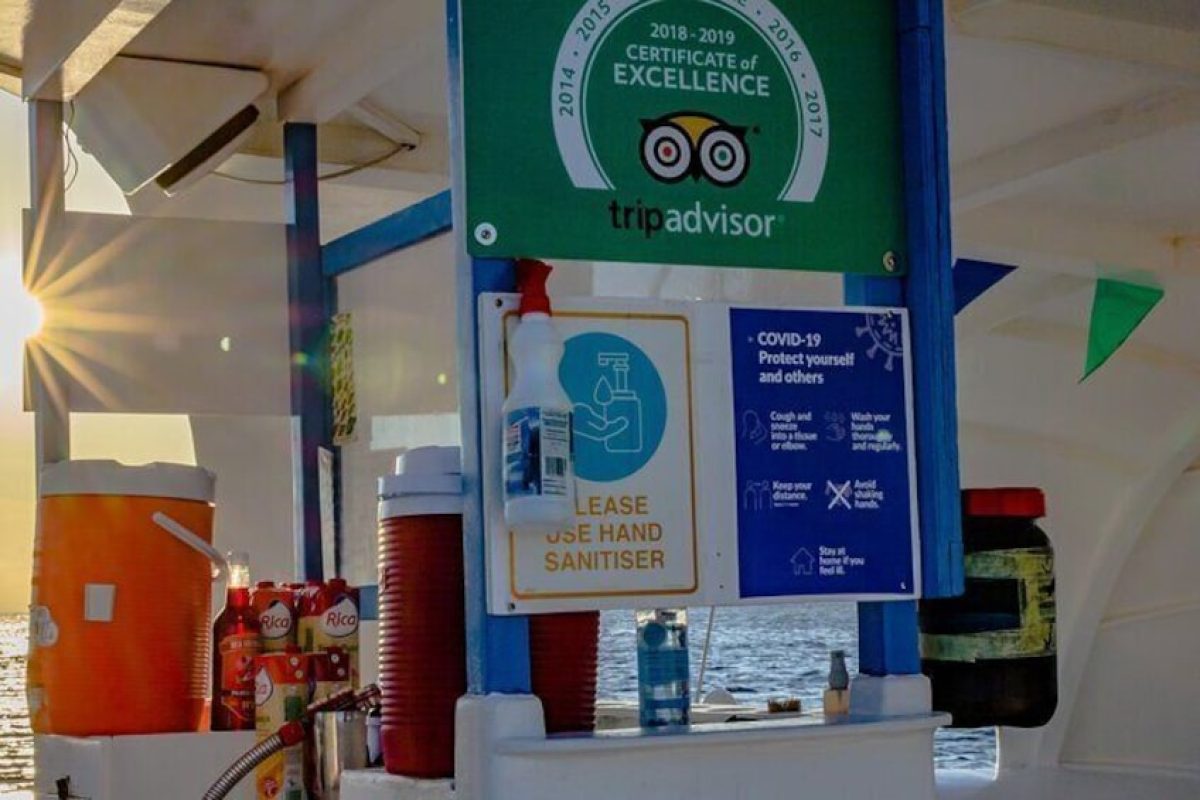 2014 • 2015
2016 • 2017
2018 - 2019
CERTIFICATE of
EXCELLENCE
tripadvisor
LEASE
USE HAND
SANITISER
COVID-19
Protect yourself
and others
Cough and
sneeze
into a tissue
or elbow.
Wash your
hands
thoroughly
and regularly.
Keep your
distance.
Avoid
shaking
hands.
Stay at
home if you
feel ill.
Rica
Rica